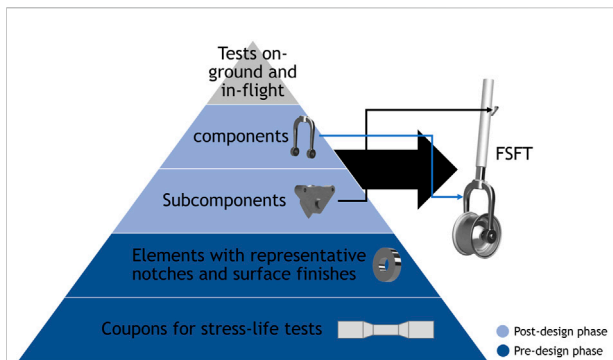 Tests on-
ground and
in-flight
components
FSFT
Subcomponents
Elements with representative
notches and surface finishes
Coupons for stress-life tests
Post-design phase
Pre-design phase